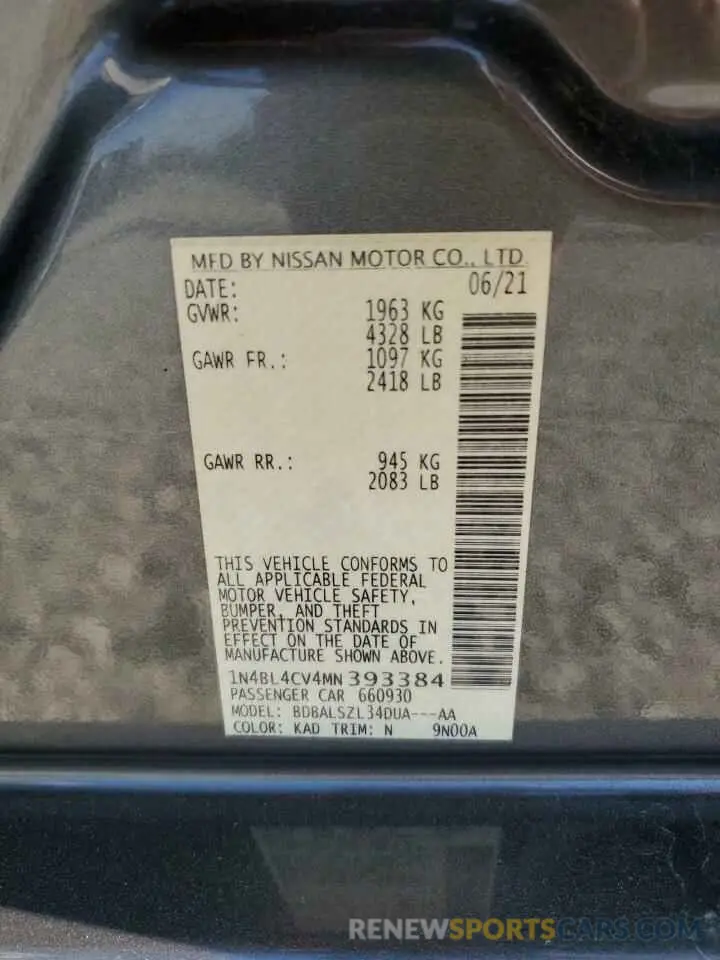 MFD BY NISSAN MOTOR CO., LTD.
DATE: 06/21
GVWR: 1963 KG
4328 LB
GAWR FR.: 1097 KG
2418 LB
GAWR RR.: 945 KG
2083 LB
THIS VEHICLE CONFORMS TO
ALL APPLICABLE FEDERAL
MOTOR VEHICLE SAFETY,
BUMPER, AND THEFT
PREVENTION STANDARDS IN
EFFECT ON THE DATE OF
MANUFACTURE SHOWN ABOVE.
1N4BL4CV4MN393384
PASSENGER CAR 660930
MODEL: BDBALSZL34DUA---AA
COLOR: KAD TRIM: N 9N00A
RENEWSPORTSCARS.COM